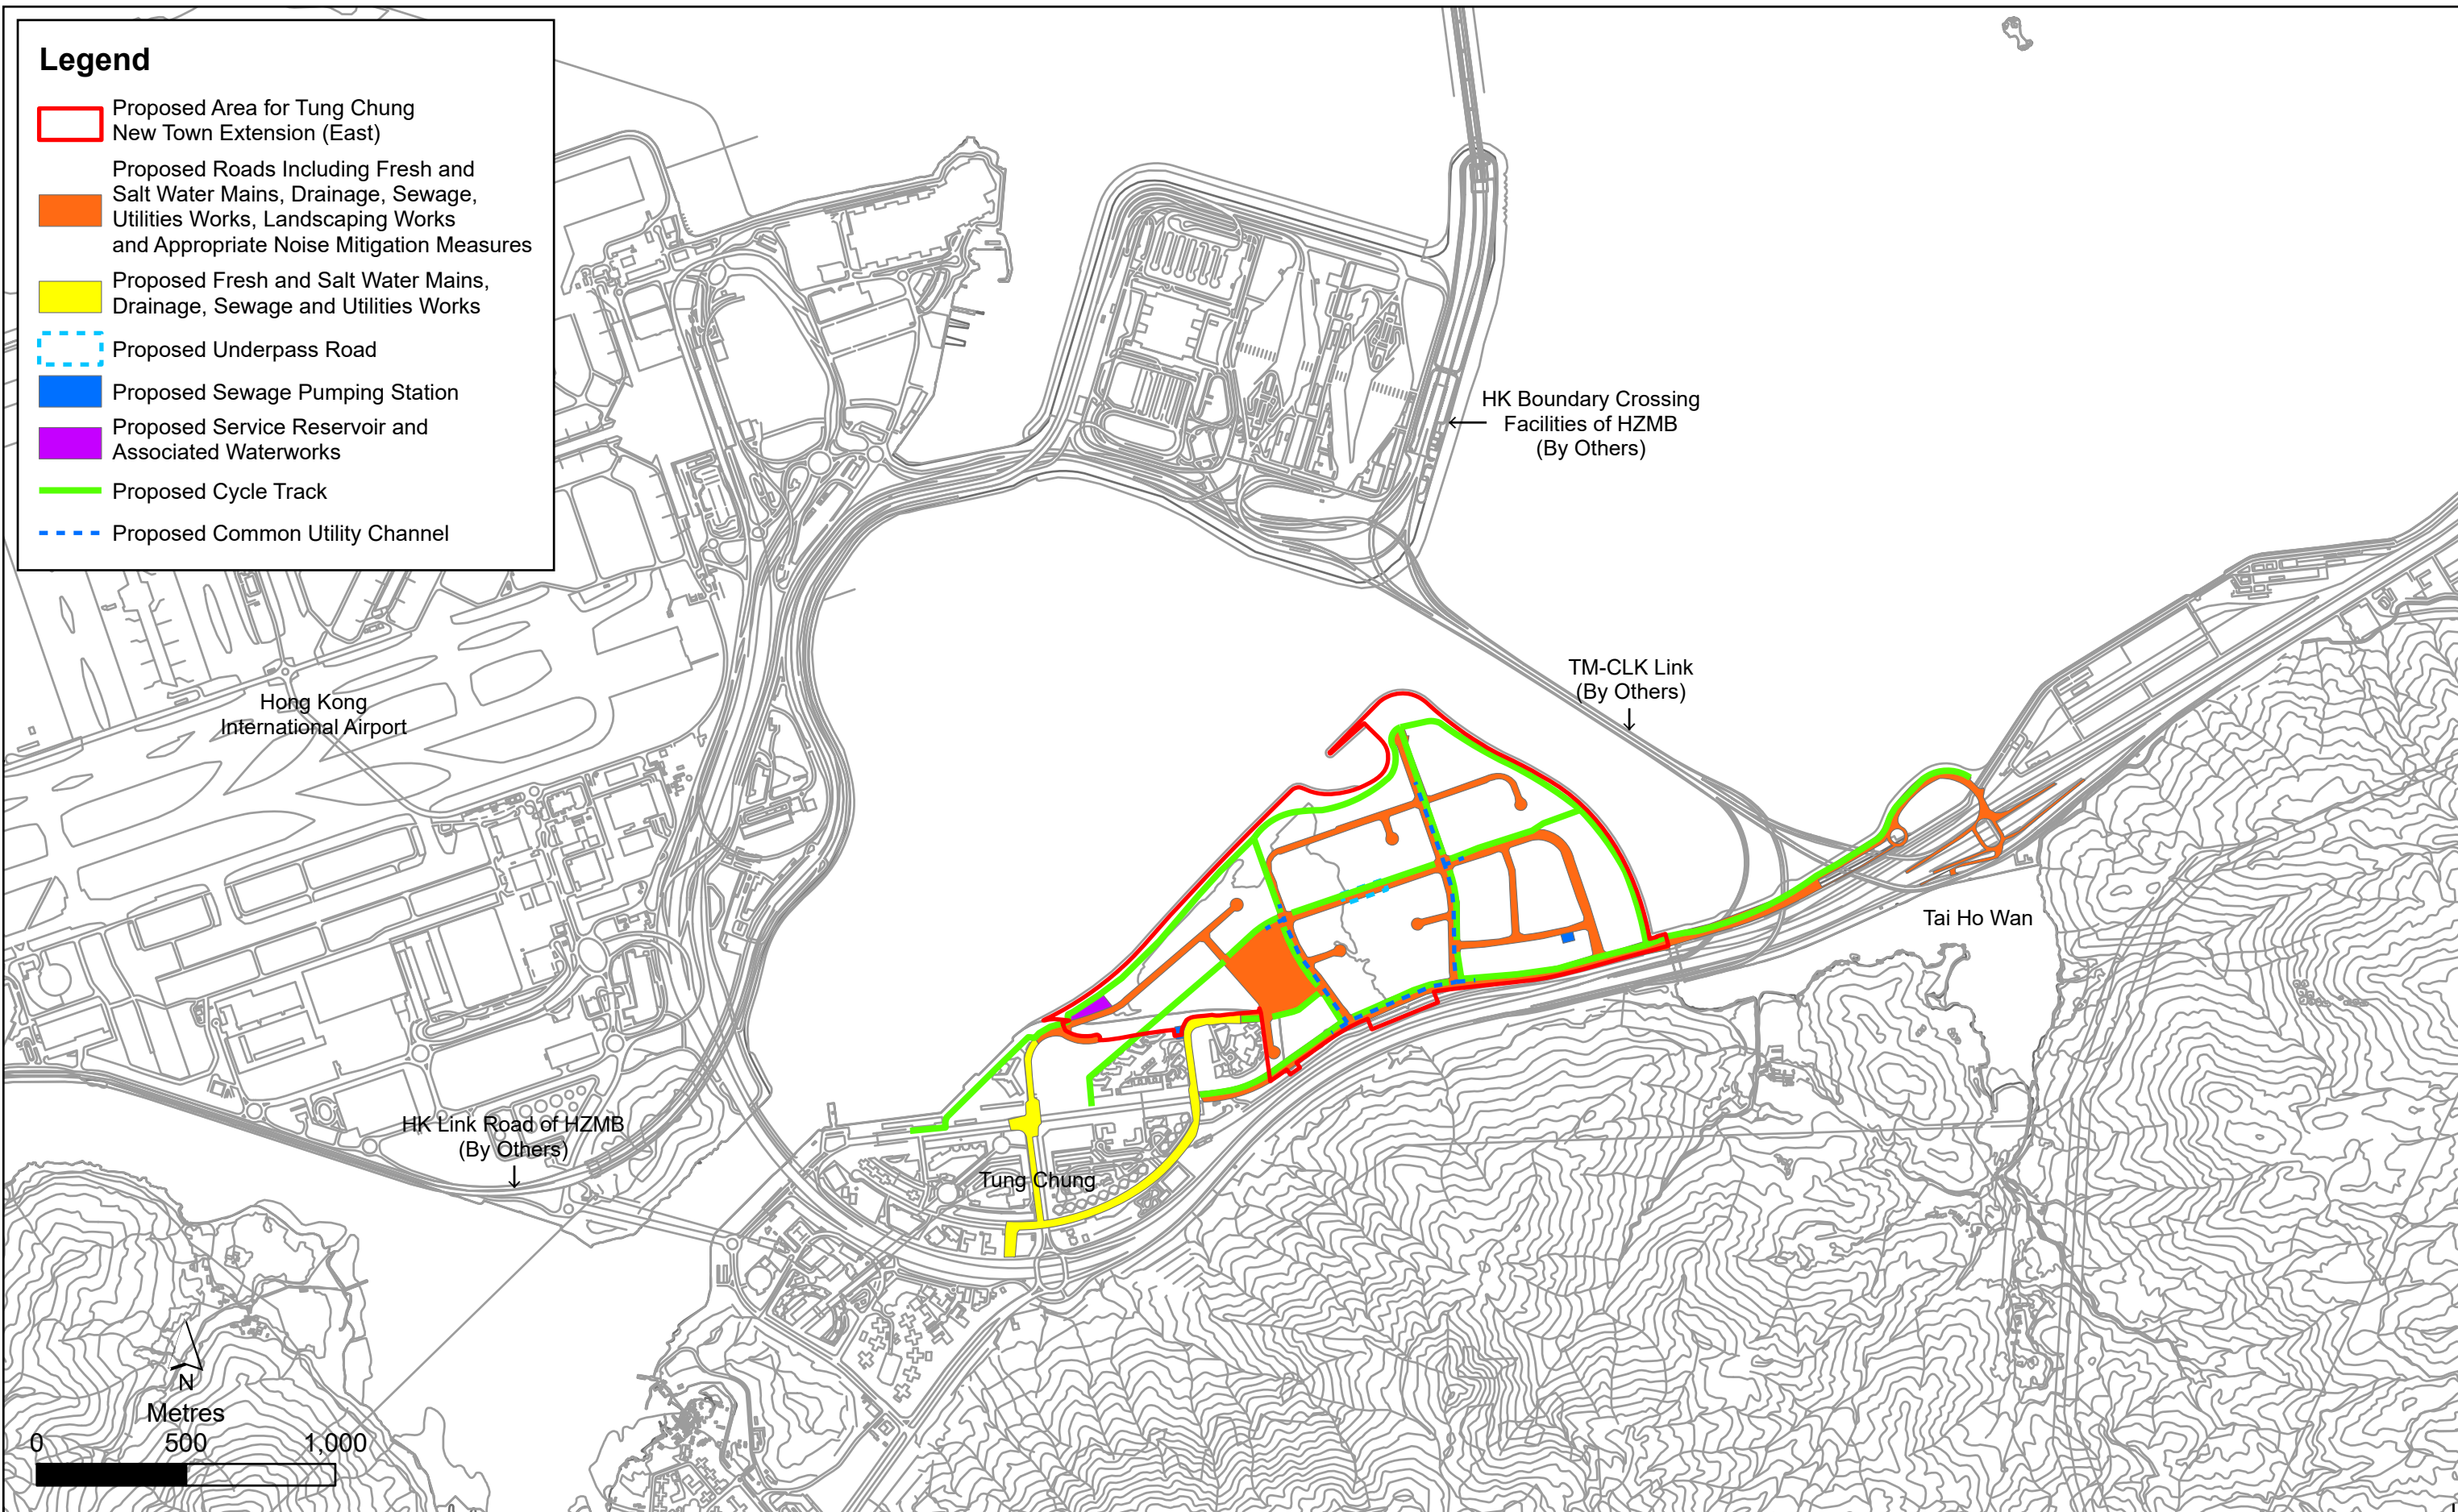 Legend
Proposed Area for Tung Chung
New Town Extension (East)
Proposed Roads Including Fresh and
Salt Water Mains, Drainage, Sewage,
Utilities Works, Landscaping Works
and Appropriate Noise Mitigation Measures
Proposed Fresh and Salt Water Mains,
Drainage, Sewage and Utilities Works
Proposed Underpass Road
Proposed Sewage Pumping Station
Proposed Service Reservoir and
Associated Waterworks
Proposed Cycle Track
Proposed Common Utility Channel
HK Boundary Crossing
Facilities of HZMB
(By Others)
TM-CLK Link
(By Others)
Hong Kong
International Airport
Tai Ho Wan
HK Link Road of HZMB
(By Others)
Tung Chung
N
Metres
0 500 1,000